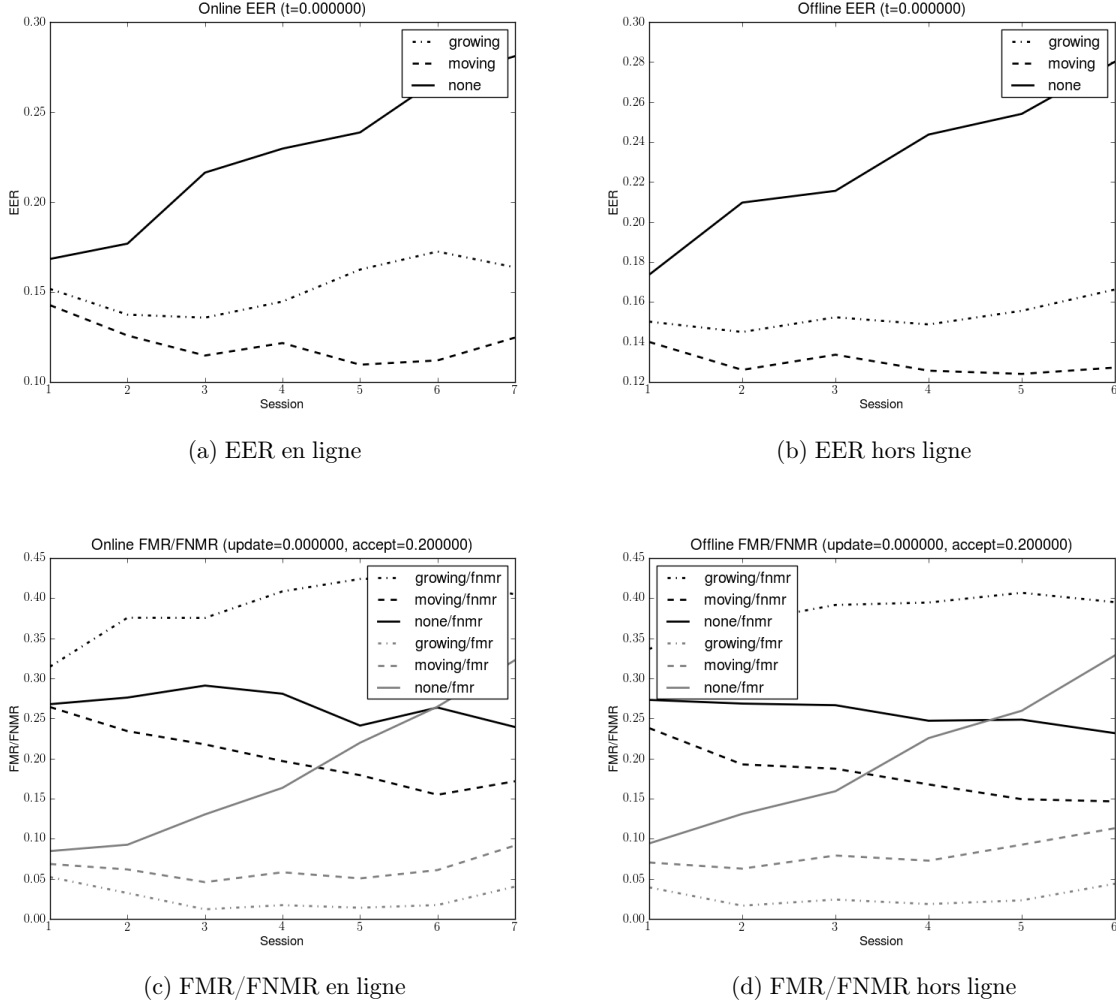 Online EER (t=0.000000)
0.30
0.25
0.20
0.15
0.10
EER
growing
moving
none
1 2 3 4 5 6 7
Session
(a) EER en ligne
Offline EER (t=0.000000)
0.30
0.28
0.26
0.24
0.22
0.20
0.18
0.16
0.14
0.12
EER
growing
moving
none
1 2 3 4 5 6
Session
(b) EER hors ligne
Online FMR/FNMR (update=0.000000, accept=0.200000)
0.45
0.40
0.35
0.30
0.25
0.20
0.15
0.10
0.05
0.00
FMR/FNMR
growing/fnmr
moving/fnmr
none/fnmr
growing/fmr
moving/fmr
none/fmr
1 2 3 4 5 6 7
Session
(c) FMR/FNMR en ligne
Offline FMR/FNMR (update=0.000000, accept=0.200000)
0.45
0.40
0.35
0.30
0.25
0.20
0.15
0.10
0.05
0.00
FMR/FNMR
growing/fnmr
moving/fnmr
none/fnmr
growing/fmr
moving/fmr
none/fmr
1 2 3 4 5 6
Session
(d) FMR/FNMR hors ligne